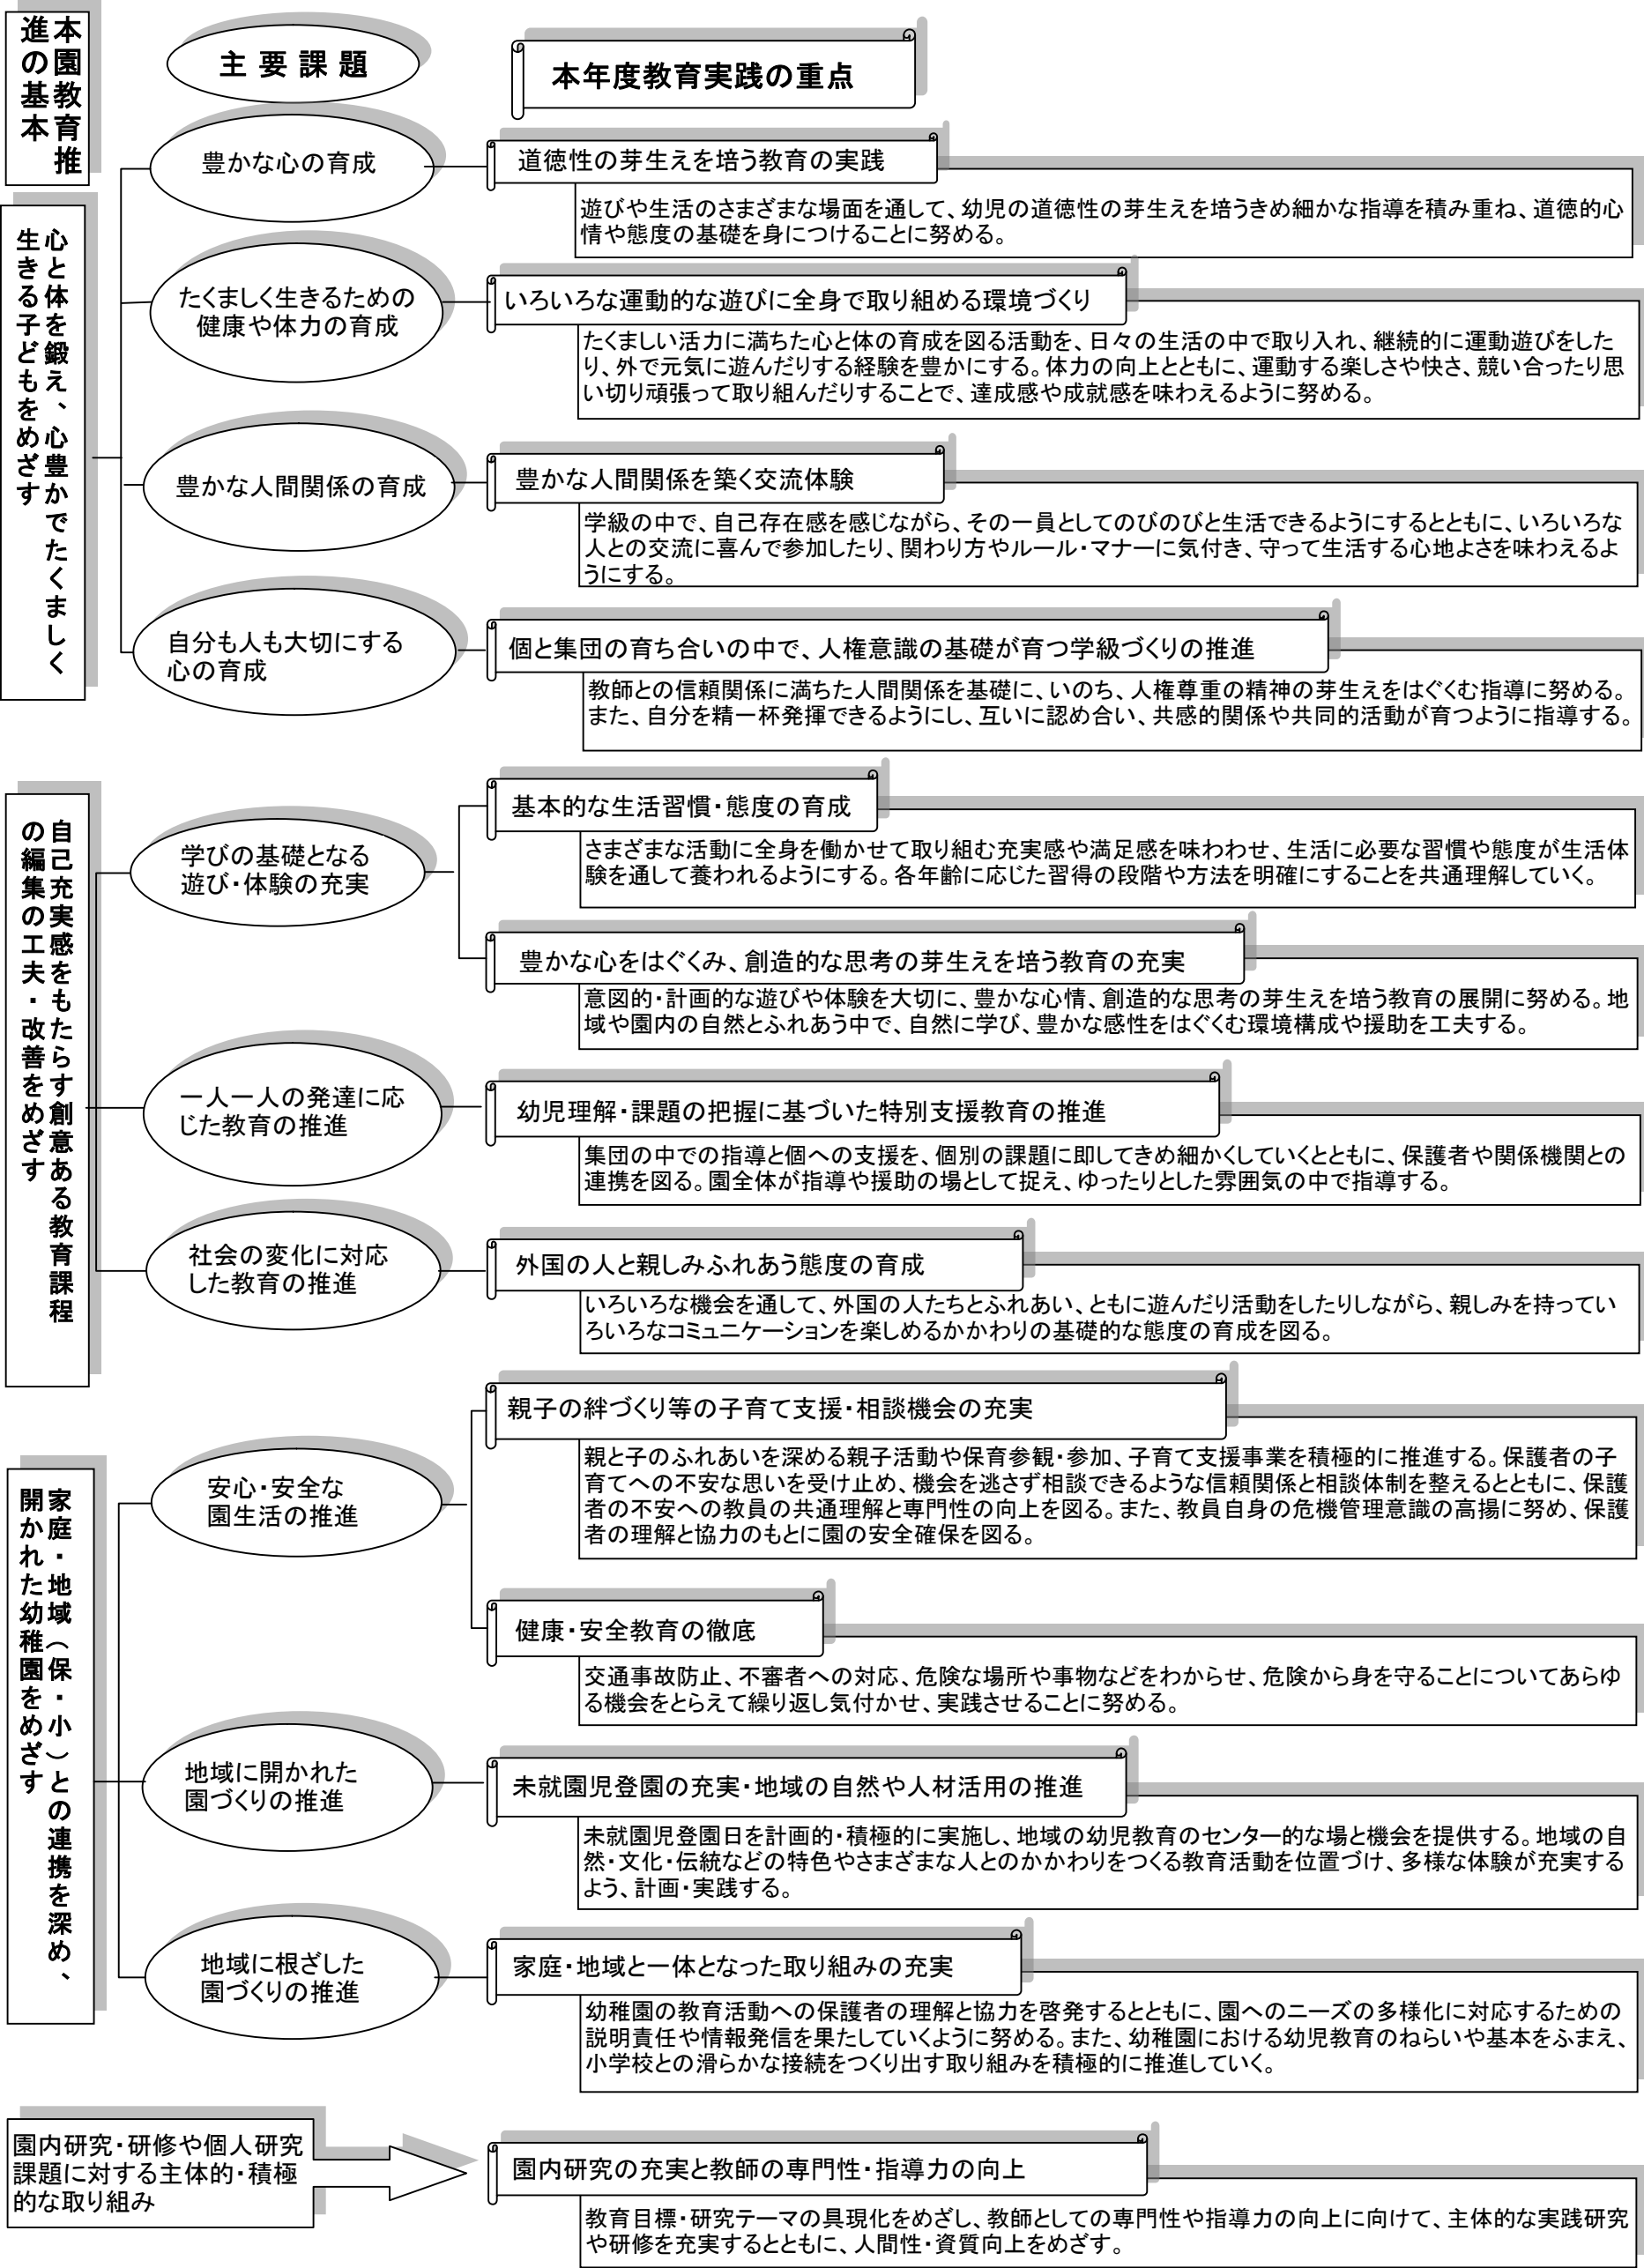 本園教育推
進の基本
主要課題
本年度教育実践の重点
心と体を鍛え、心豊かでたくましく
生きる子どもをめざす
豊かな心の育成
道徳性の芽生えを培う教育の実践
遊びや生活のさまざまな場面を通して、幼児の道徳性の芽生えを培うきめ細かな指導を積み重ね、道徳的心
情や態度の基礎を身につけることに努める。
たくましく生きるための
健康や体力の育成
いろいろな運動的な遊びに全身で取り組める環境づくり
たくましい活力に満ちた心と体の育成を図る活動を、日々の生活の中で取り入れ、継続的に運動遊びをした
り、外で元気に遊んだりする経験を豊かにする。体力の向上とともに、運動する楽しさや快さ、競い合ったり思
い切り頑張って取り組んだりすることで、達成感や成就感を味わえるように努める。
豊かな人間関係の育成
豊かな人間関係を築く交流体験
学級の中で、自己存在感を感じながら、その一員としてのびのびと生活できるようにするとともに、いろいろな
人との交流に喜んで参加したり、関わり方やルール・マナーに気付き、守って生活する心地よさを味わえるよ
うにする。
自分も人も大切にする
心の育成
個と集団の育ち合いの中で、人権意識の基礎が育つ学級づくりの推進
教師との信頼関係に満ちた人間関係を基礎に、いのち、人権尊重の精神の芽生えをはぐくむ指導に努める。
また、自分を精一杯発揮できるようにし、互いに認め合い、共感的関係や共同的活動が育つように指導する。
自己充実感をもたらす創意ある教育課程
の編集の工夫・改善をめざす
学びの基礎となる
遊び・体験の充実
基本的な生活習慣・態度の育成
さまざまな活動に全身を働かせて取り組む充実感や満足感を味わわせ、生活に必要な習慣や態度が生活体
験を通して養われるようにする。各年齢に応じた習得の段階や方法を明確にすることを共通理解していく。
豊かな心をはぐくみ、創造的な思考の芽生えを培う教育の充実
意図的・計画的な遊びや体験を大切に、豊かな心情、創造的な思考の芽生えを培う教育の展開に努める。地
域や園内の自然とふれあう中で、自然に学び、豊かな感性をはぐくむ環境構成や援助を工夫する。
一人一人の発達に応
じた教育の推進
幼児理解・課題の把握に基づいた特別支援教育の推進
集団の中での指導と個への支援を、個別の課題に即してきめ細かくしていくとともに、保護者や関係機関との
連携を図る。園全体が指導や援助の場として捉え、ゆったりとした雰囲気の中で指導する。
社会の変化に対応
した教育の推進
外国の人と親しみふれあう態度の育成
いろいろな機会を通して、外国の人たちとふれあい、ともに遊んだり活動をしたりしながら、親しみを持ってい
ろいろなコミュニケーションを楽しめるかかわりの基礎的な態度の育成を図る。
家庭・地域（保・小）との連携を深め、
開かれた幼稚園をめざす
安心・安全な
園生活の推進
親子の絆づくり等の子育て支援・相談機会の充実
親と子のふれあいを深める親子活動や保育参観・参加、子育て支援事業を積極的に推進する。保護者の子
育てへの不安な思いを受け止め、機会を逃さず相談できるような信頼関係と相談体制を整えるとともに、保護
者の不安への教員の共通理解と専門性の向上を図る。また、教員自身の危機管理意識の高揚に努め、保護
者の理解と協力のもとに園の安全確保を図る。
健康・安全教育の徹底
交通事故防止、不審者への対応、危険な場所や事物などをわからせ、危険から身を守ることについてあらゆ
る機会をとらえて繰り返し気付かせ、実践させることに努める。
地域に開かれた
園づくりの推進
未就園児登園の充実・地域の自然や人材活用の推進
未就園児登園日を計画的・積極的に実施し、地域の幼児教育のセンター的な場と機会を提供する。地域の自
然・文化・伝統などの特色やさまざまな人とのかかわりをつくる教育活動を位置づけ、多様な体験が充実する
よう、計画・実践する。
地域に根ざした
園づくりの推進
家庭・地域と一体となった取り組みの充実
幼稚園の教育活動への保護者の理解と協力を啓発するとともに、園へのニーズの多様化に対応するための
説明責任や情報発信を果たしていくように努める。また、幼稚園における幼児教育のねらいや基本をふまえ、
小学校との滑らかな接続をつくり出す取り組みを積極的に推進していく。
園内研究・研修や個人研究
課題に対する主体的・積極
的な取り組み
園内研究の充実と教師の専門性・指導力の向上
教育目標・研究テーマの具現化をめざし、教師としての専門性や指導力の向上に向けて、主体的な実践研究
や研修を充実するとともに、人間性・資質向上をめざす。